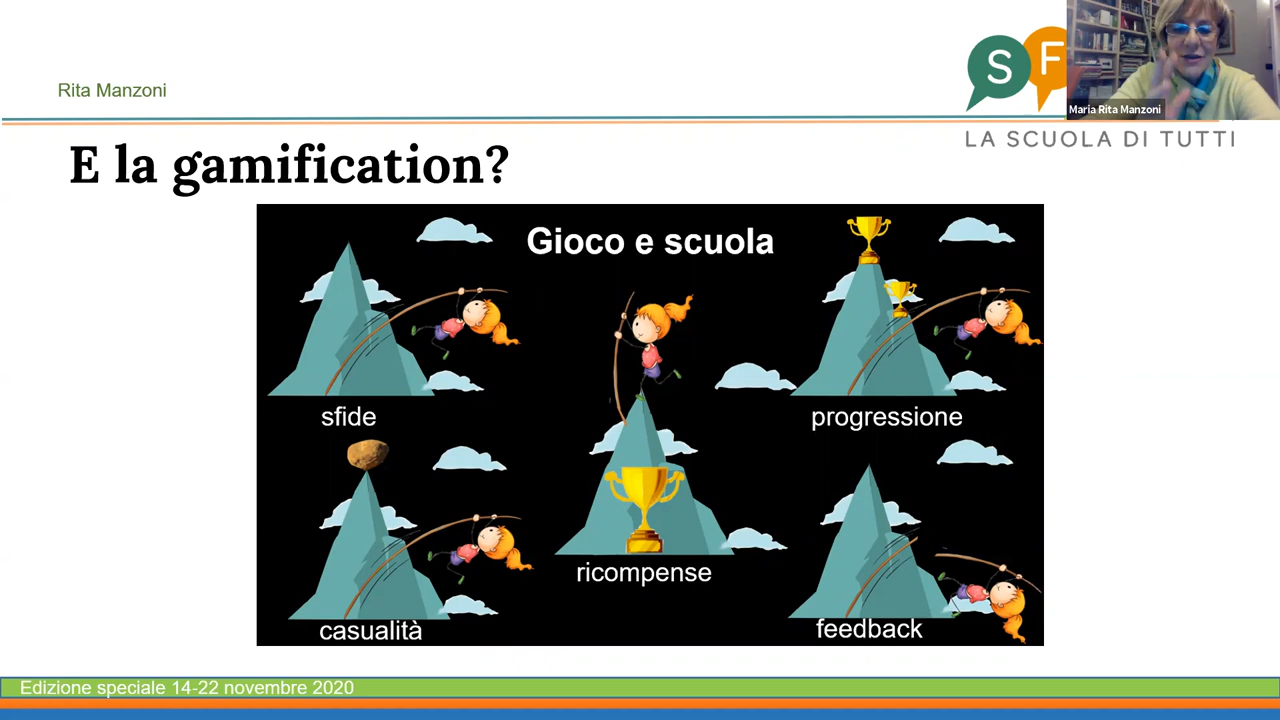 Rita Manzoni
S F
Maria Rita Manzoni
LA SCUOLA DI TUTTI
E la gamification?
Gioco e scuola
sfide
progressione
ricompense
casualità
feedback
Edizione speciale 14-22 novembre 2020